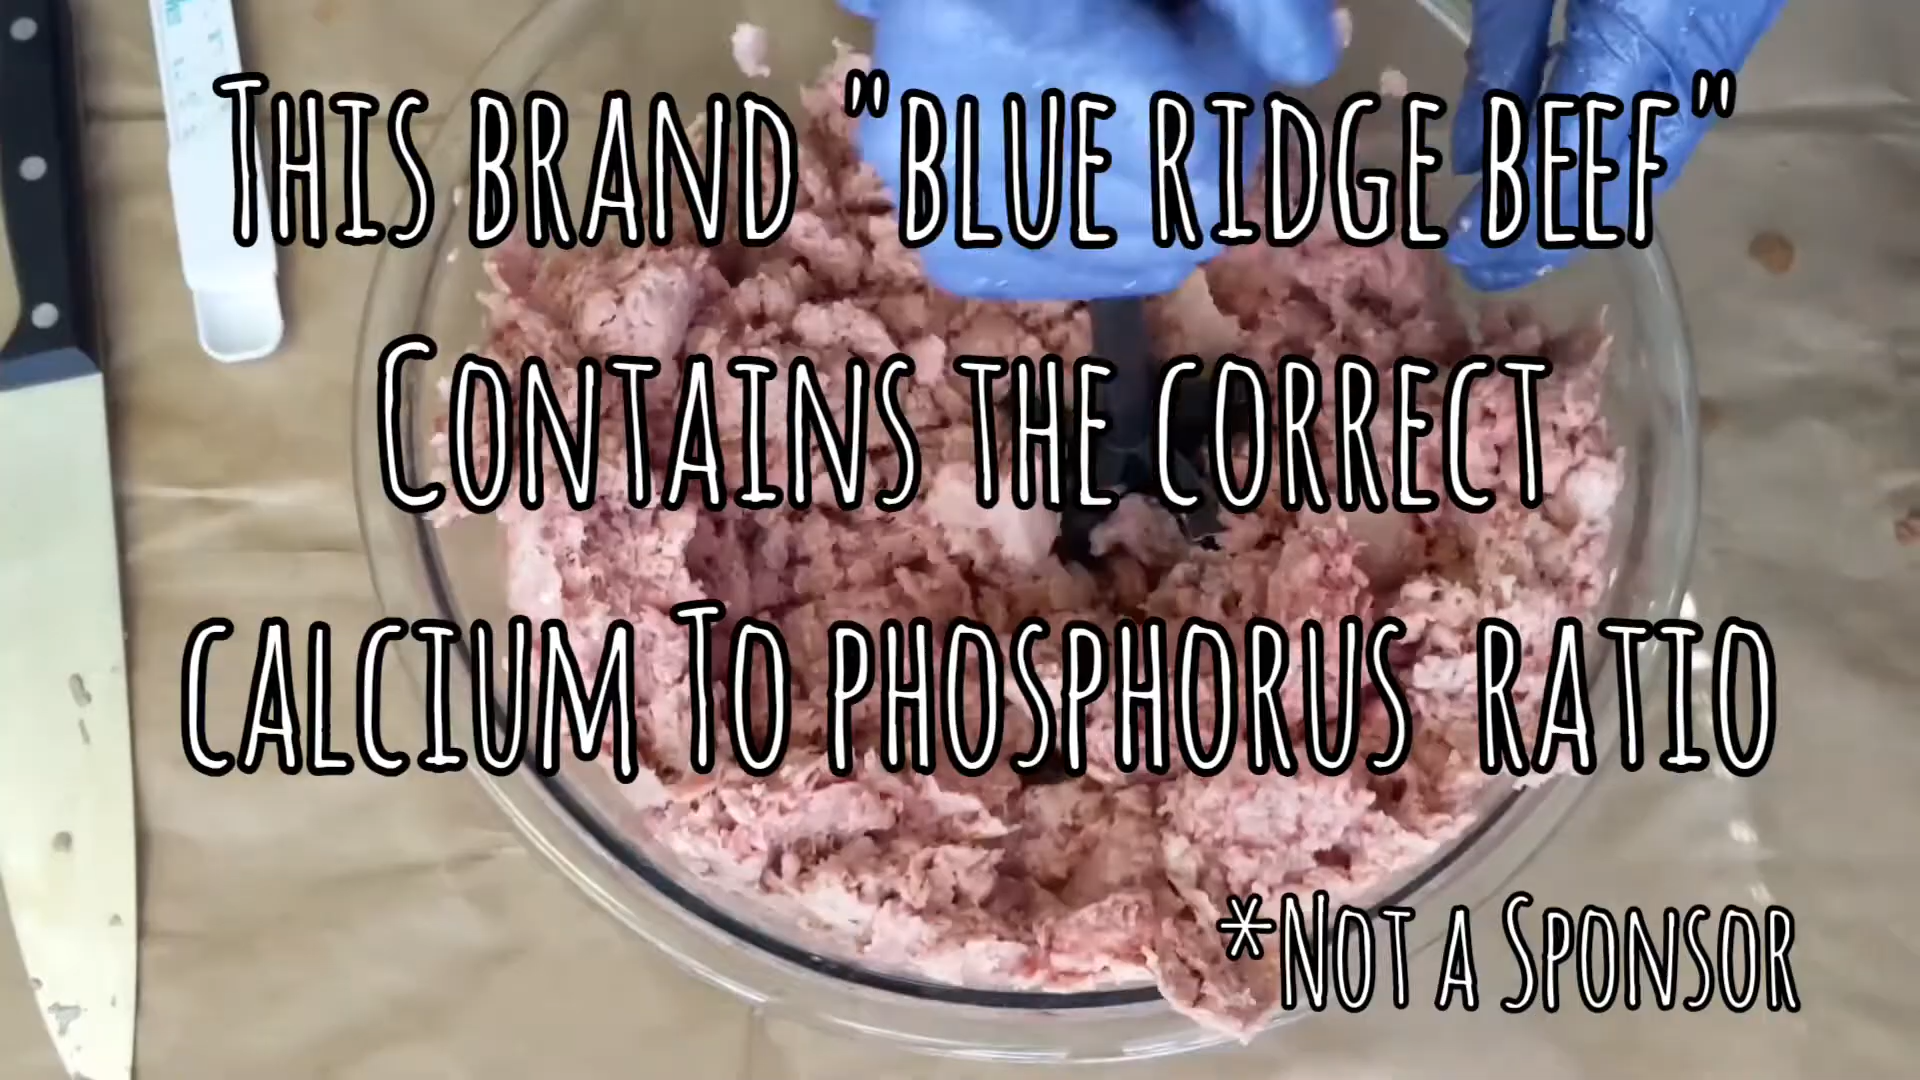 This brand "blue ridge beef"
Contains the correct
calcium To phosphorus ratio
*Not a Sponsor